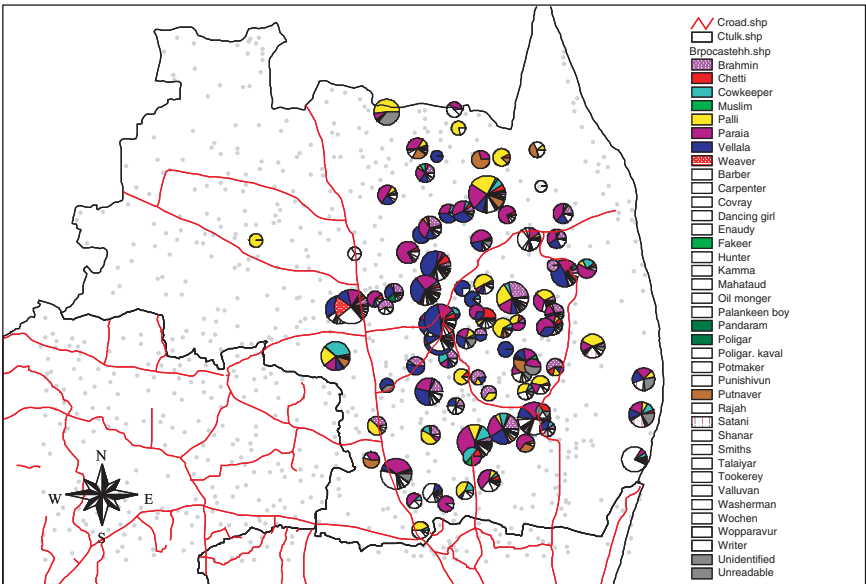 Croad.shp
Ctulk.shp
Brpocastehh.shp
Brahmin
Chetti
Cowkeeper
Muslim
Palli
Paraia
Vellala
Weaver
Barber
Carpenter
Covray
Dancing girl
Enaudy
Fakeer
Hunter
Kamma
Mahataud
Oil monger
Palankeen boy
Pandaram
Poligar
Poligar. kaval
Potmaker
Punishivun
Putnaver
Rajah
Satani
Shanar
Smiths
Talaiyar
Tookerey
Valluvan
Washerman
Wochen
Wopparavur
Writer
Unidentified
Unreadable
N
W E
S